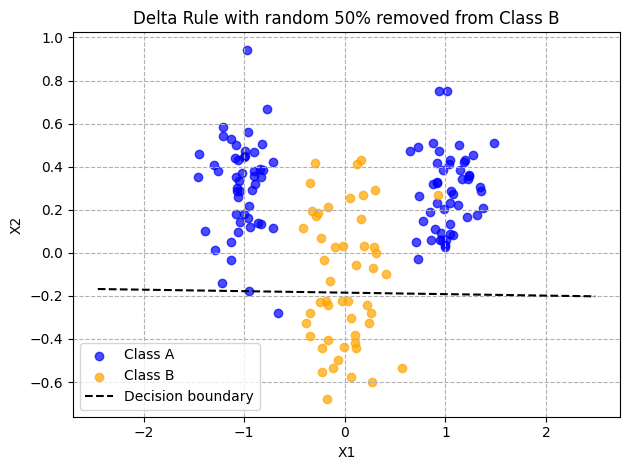 Delta Rule with random 50% removed from Class B
1.0
0.8
0.6
0.4
0.2
0.0
−0.2
−0.4
−0.6
X2
Class A
Class B
Decision boundary
−2
−1
0
1
2
X1